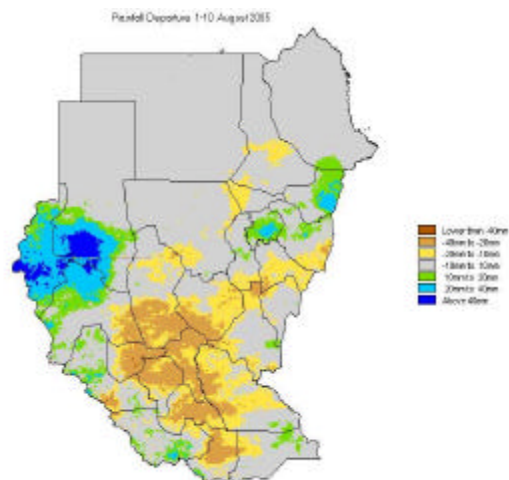 Rainfall Departure 1-10 August 2005
Lower than -40mm
-40mm to -20mm
-20mm to -10mm
-10mm to 10mm
10mm to 20mm
20mm to 40mm
Above 40mm